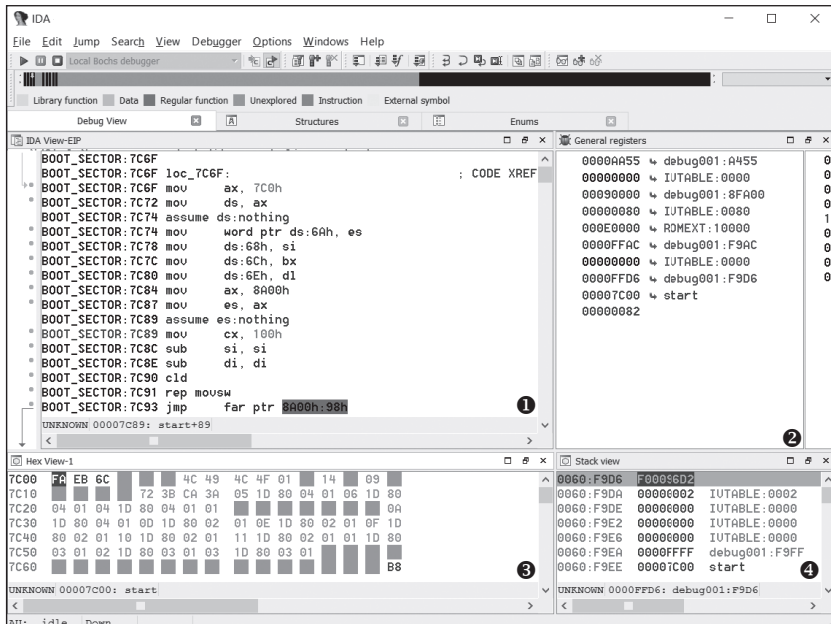 IDA
File Edit Jump Search View Debugger Options Windows Help
Local Bochs debugger
Library function Data Regular function Unexplored Instruction External symbol
Debug View Structures Enums
IDA View-EIP
BOOT_SECTOR:7C6F
BOOT_SECTOR:7C6F loc_7C6F: ; CODE XREF
BOOT_SECTOR:7C6F mov ax, 7C0h
BOOT_SECTOR:7C72 mov ds, ax
BOOT_SECTOR:7C74 assume ds:nothing
BOOT_SECTOR:7C74 mov word ptr ds:6Ah, es
BOOT_SECTOR:7C78 mov ds:68h, si
BOOT_SECTOR:7C7C mov ds:6Ch, bx
BOOT_SECTOR:7C80 mov ds:6Eh, dl
BOOT_SECTOR:7C84 mov ax, 8A00h
BOOT_SECTOR:7C87 mov es, ax
BOOT_SECTOR:7C89 assume es:nothing
BOOT_SECTOR:7C89 mov cx, 100h
BOOT_SECTOR:7C8C sub si, si
BOOT_SECTOR:7C8E sub di, di
BOOT_SECTOR:7C90 cld
BOOT_SECTOR:7C91 rep movsw
BOOT_SECTOR:7C93 jmp far ptr 8A00h:98h
❶
UNKNOWN 00007C89: start+89
General registers
0000AA55 debug001:A455
00000000 IVTABLE:0000
00090000 debug001:8FA00
00000080 IVTABLE:0080
000E0000 ROMEXT:10000
0000FFAC debug001:F9AC
00000000 IVTABLE:0000
0000FFD6 debug001:F9D6
00007C00 start
00000082
❷
Hex View-1
7C00 FA EB 6C 4C 49 4C 4F 01 14 09
7C10 72 3B CA 3A 05 1D 80 04 01 06 1D 80
7C20 04 01 04 1D 80 04 01 01 0A
7C30 1D 80 04 01 0D 1D 80 02 01 0E 1D 80 02 01 0F 1D
7C40 80 02 01 10 1D 80 02 01 11 1D 80 02 01 01 1D 80
7C50 03 01 02 1D 80 03 01 03 1D 80 03 01
7C60 B8
❸
UNKNOWN 00007C00: start
Stack view
0060:F9D6 F00096D2
0060:F9DA 00000002 IVTABLE:0002
0060:F9DE 00000000 IVTABLE:0000
0060:F9E2 00000000 IVTABLE:0000
0060:F9E6 00000000 IVTABLE:0000
0060:F9EA 0000FFFF debug001:F9FF
0060:F9EE 00007C00 start
❹
UNKNOWN 0000FFD6: debug001:F9D6
AU: idle Down